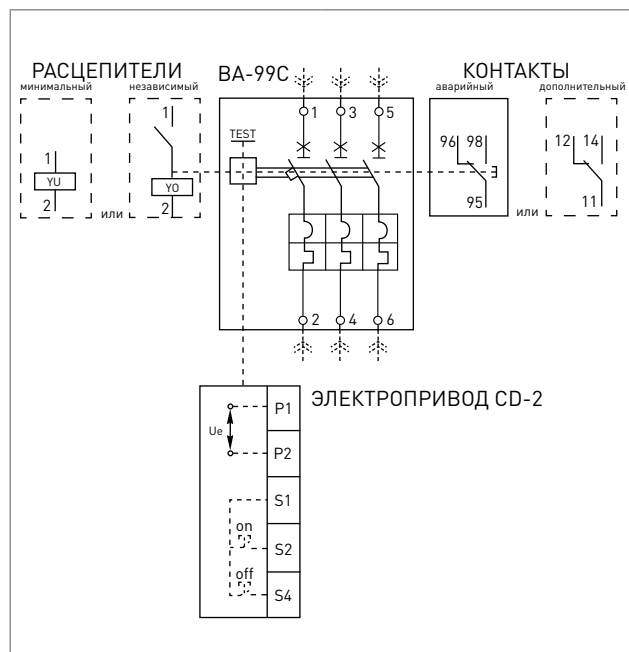 РАСЦЕПИТЕЛИ
ВА-99С
КОНТАКТЫ
минимальный
независимый
аварийный
дополнительный
1
YU
2
или
1
YO
2
TEST
1
3
5
2
4
6
96
98
95
или
12
14
11
ЭЛЕКТРОПРИВОД CD-2
Ue
P1
P2
S1
on
S2
off
S4